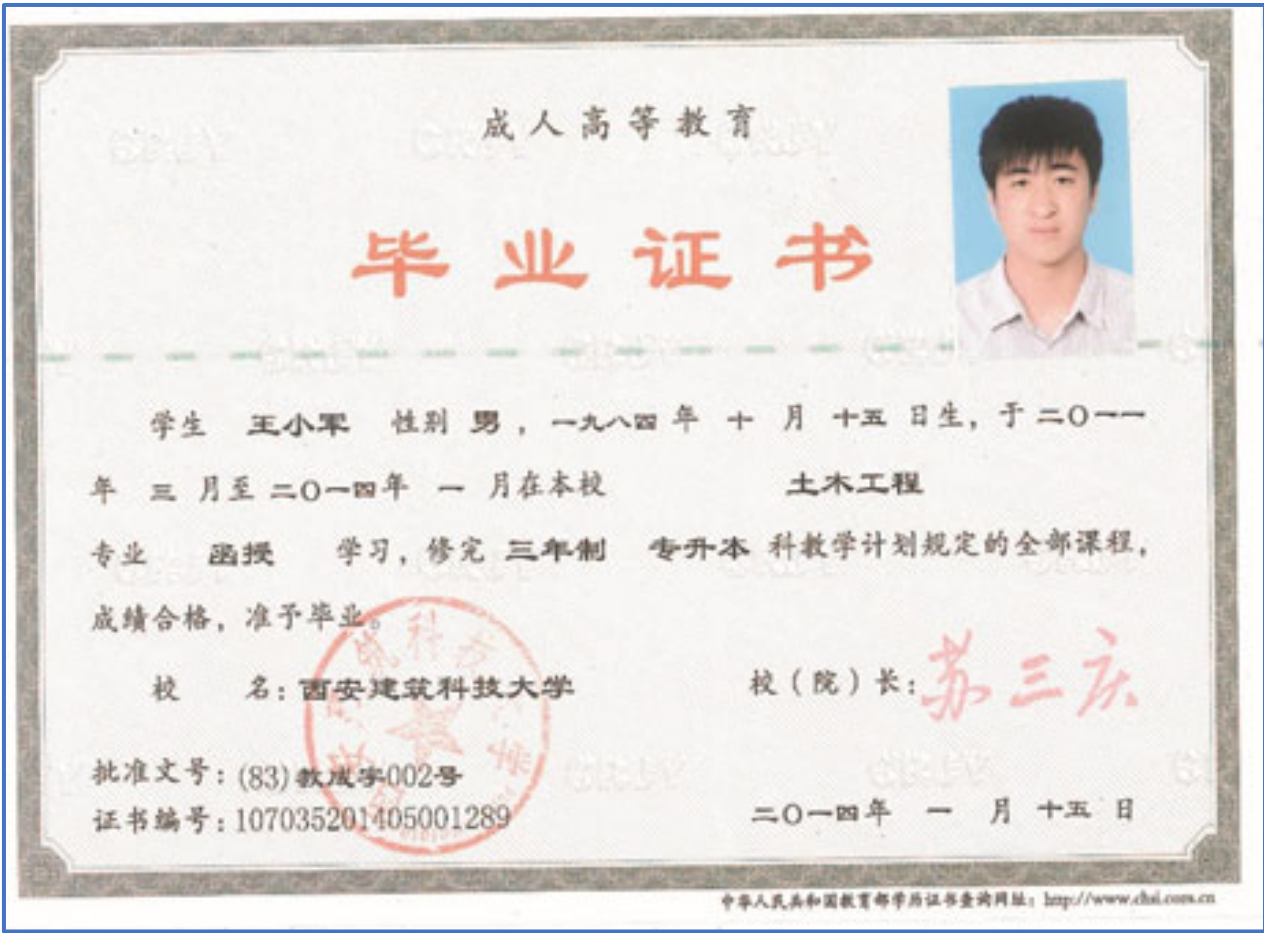 成人高等教育
毕业证书
学生 王小军 性别 男，一九八四年 十 月 十五 日生，于二〇一一
年 三 月至二〇一四年 一 月在本校 土木工程
专业 函授 学习，修完 三年制 专升本 科教学计划规定的全部课程，
成绩合格，准予毕业。
校 名：西安建筑科技大学 校（院）长：苏三庆
批准文号：(83)教成字002号
证书编号：107035201405001289 二〇一四年 一 月 十五 日
中华人民共和国教育部学历证书查询网址：http://www.chsi.com.cn